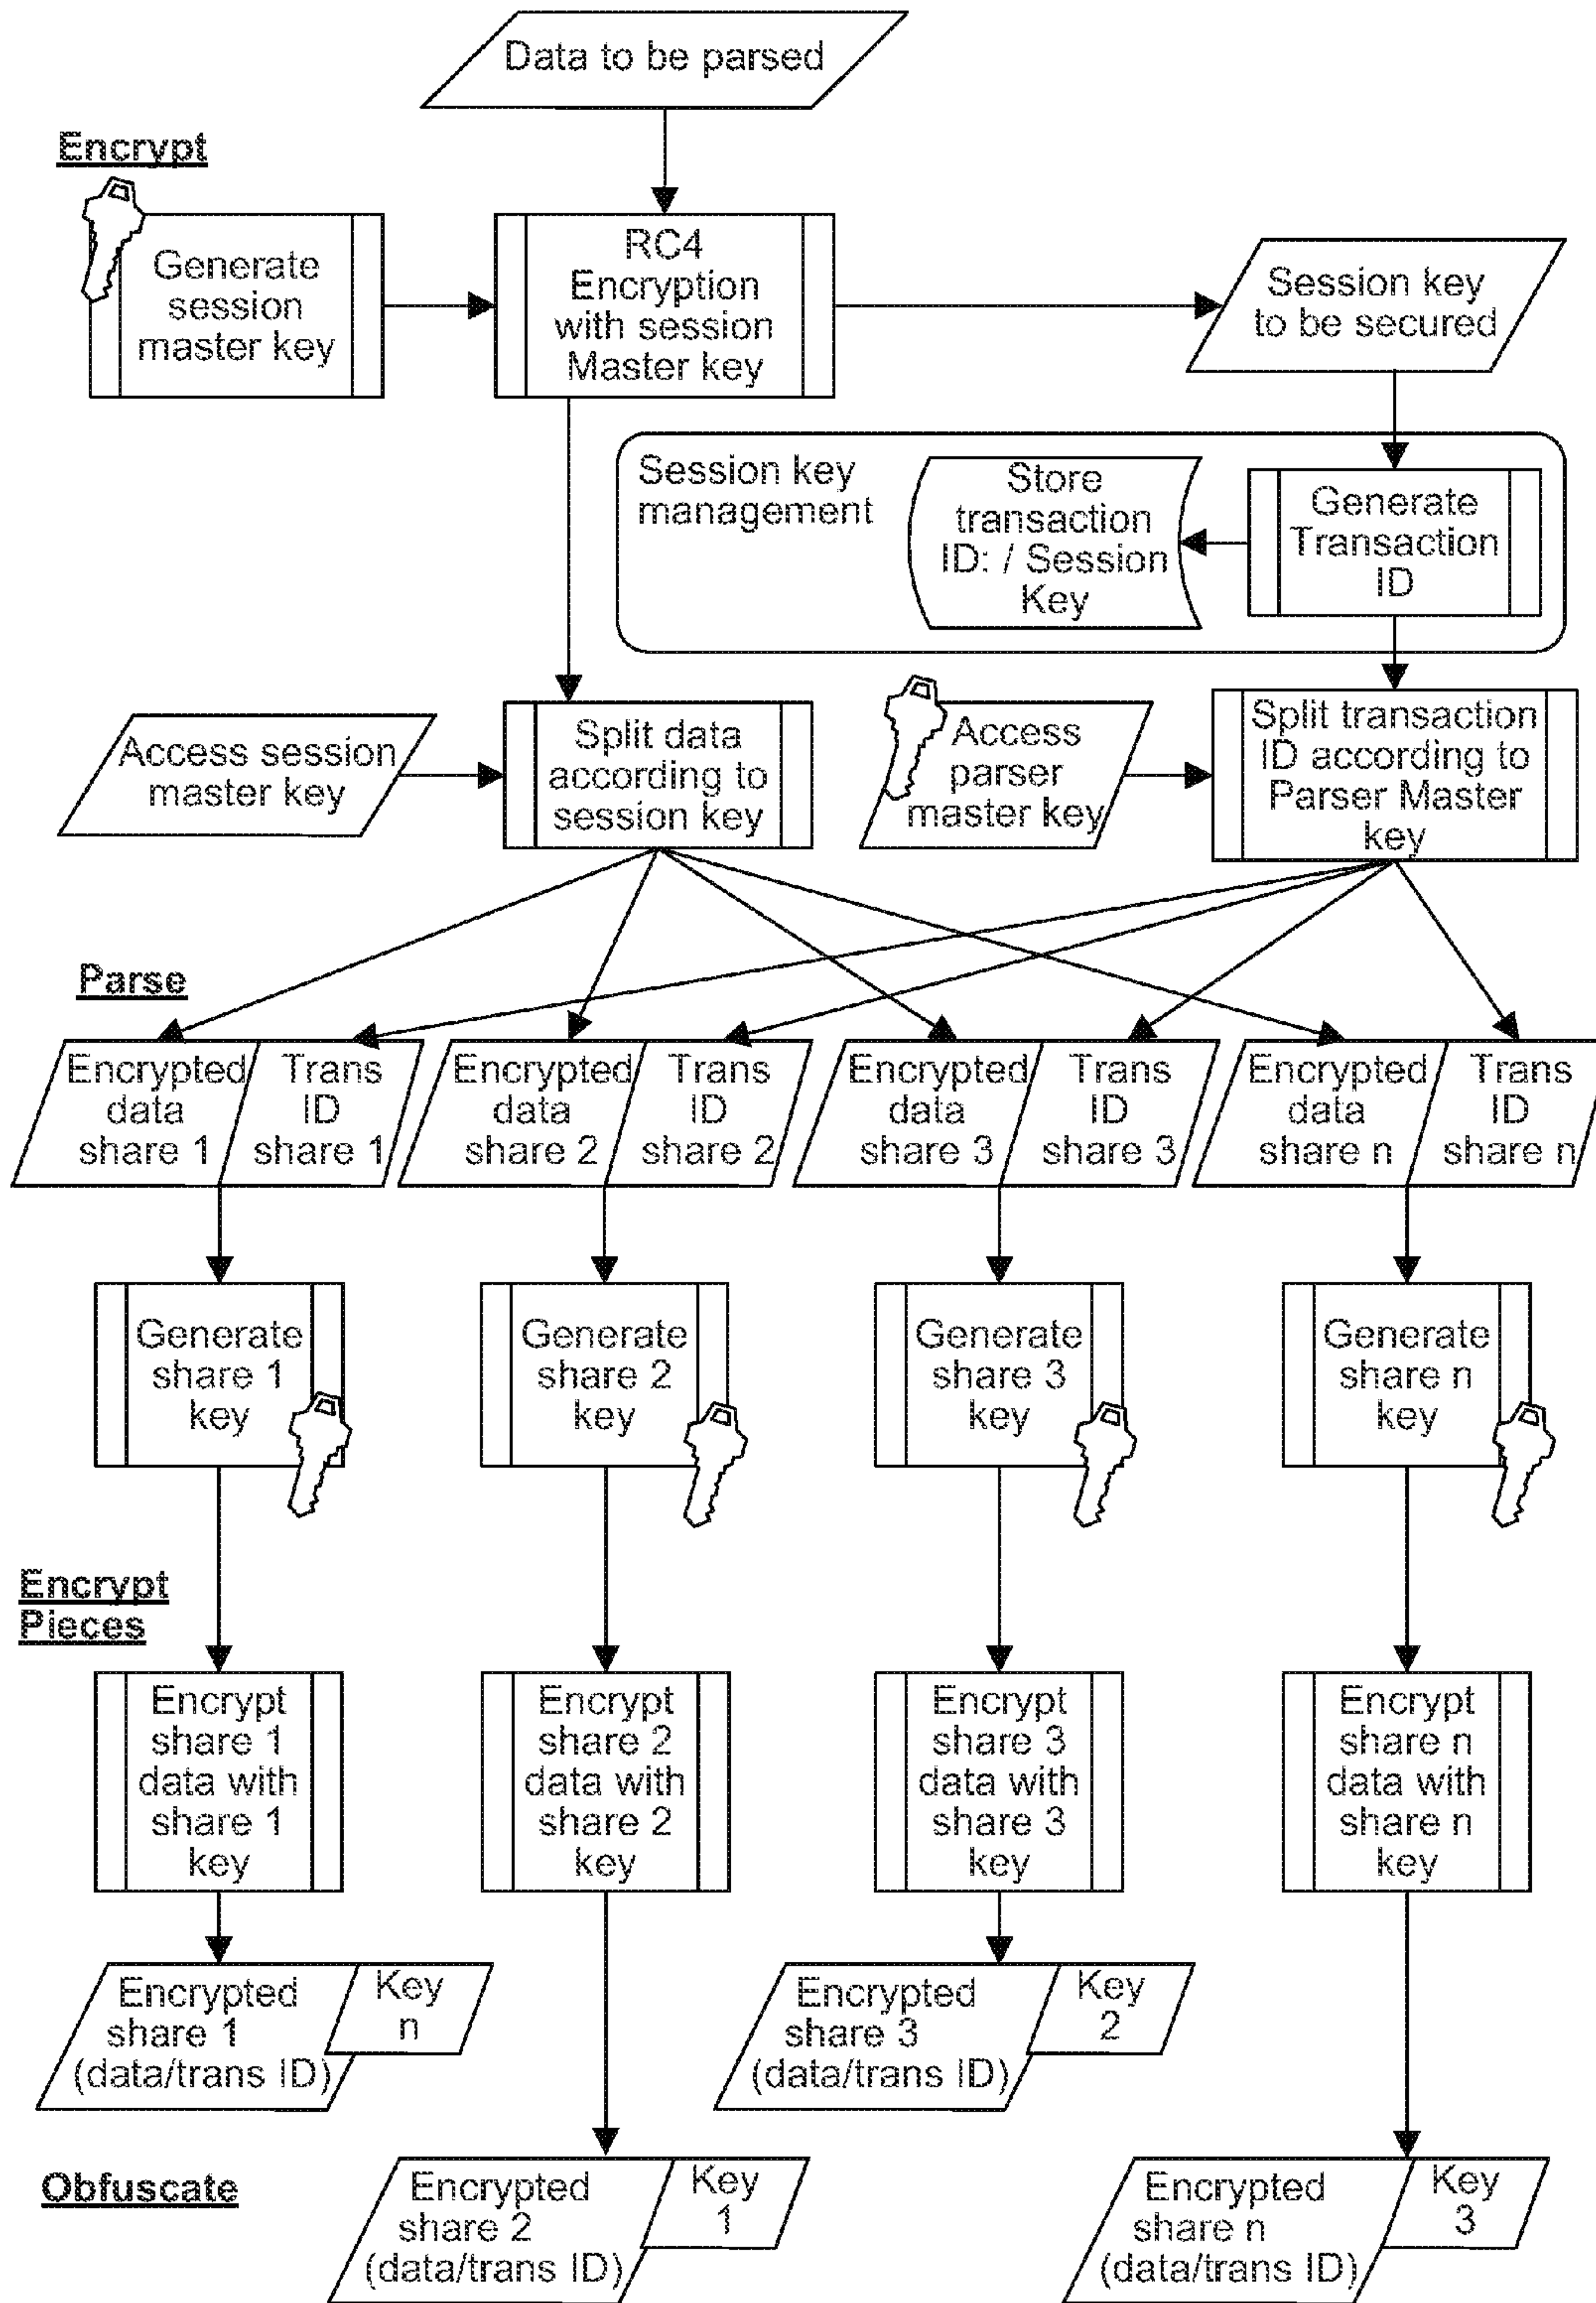 Data to be parsed
Encrypt
Generate
session
master key
RC4
Encryption
with session
Master key
Session key
to be secured
Session key
management
Store
transaction
ID: / Session
Key
Generate
Transaction
ID
Access session
master key
Split data
according to
session key
Access
parser
master key
Split transaction
ID according to
Parser Master
key
Parse
Encrypted
data
share 1
Trans
ID
share 1
Encrypted
data
share 2
Trans
ID
share 2
Encrypted
data
share 3
Trans
ID
share 3
Encrypted
data
share n
Trans
ID
share n
Generate
share 1
key
Generate
share 2
key
Generate
share 3
key
Generate
share n
key
Encrypt
Pieces
Encrypt
share 1
data with
share 1
key
Encrypt
share 2
data with
share 2
key
Encrypt
share 3
data with
share 3
key
Encrypt
share n
data with
share n
key
Encrypted
share 1
(data/trans ID)
Key
n
Encrypted
share 3
(data/trans ID)
Key
2
Obfuscate
Encrypted
share 2
(data/trans ID)
Key
1
Encrypted
share n
(data/trans ID)
Key
3